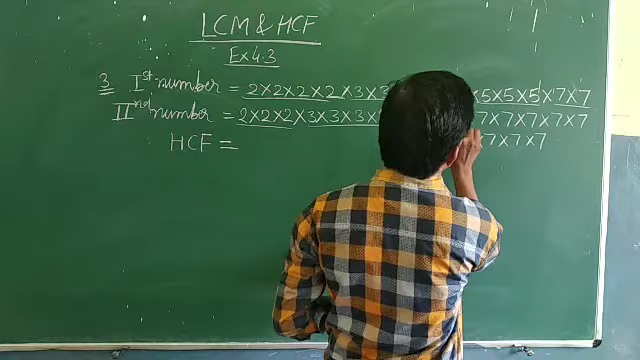 LCM & HCF
Ex 4.3
3. Ist number = 2×2×2×2×3×3 ×5×5×5×7×7
IInd number = 2×2×2×3×3×3× 7×7×7×7×7
HCF = 7×7×7